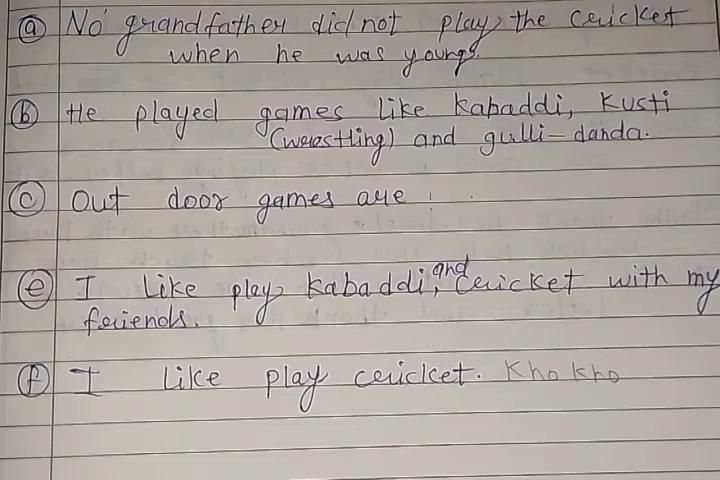 (a) No grandfather did not play the cricket
when he was young.
(b) He played games like Kabaddi, Kusti
(wrestling) and gulli-danda.
(c) Out door games are :
(e) I like play Kabaddi, and cricket with my
friends.
(f) I like play cricket. Kho kho